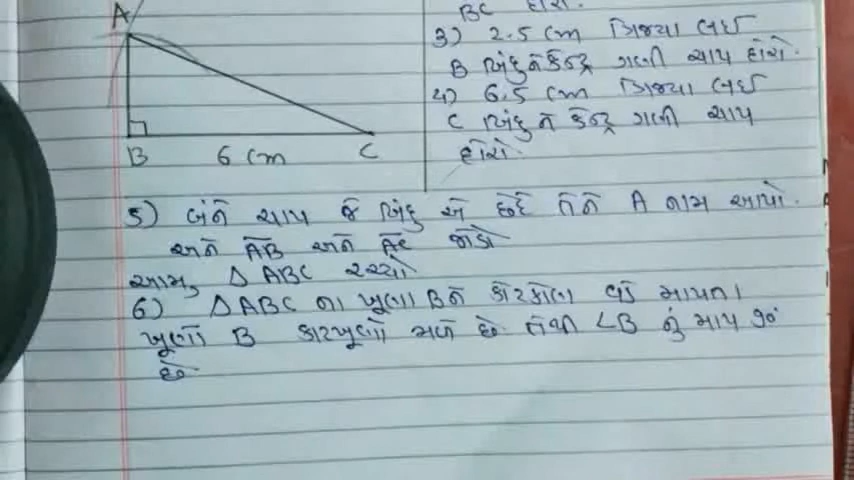 A
B 6 cm C
BC દોરો.
3) 2.5 cm ત્રિજ્યા લઈ
B બિંદુને કેન્દ્ર ગણી ચાપ દોરો.
4) 6.5 cm ત્રિજ્યા લઈ
C બિંદુને કેન્દ્ર ગણી ચાપ
દોરો.
5) બંને ચાપ જે બિંદુ એ છેદે તેને A નામ આપો.
અને AB અને AC જોડો
આમ, Δ ABC રચ્યો
6) Δ ABC ના ખૂણા B ને કોણમાપક વડે માપતા
ખૂણો B કાટખૂણો મળે છે તેથી ∠B નું માપ 90°
છે